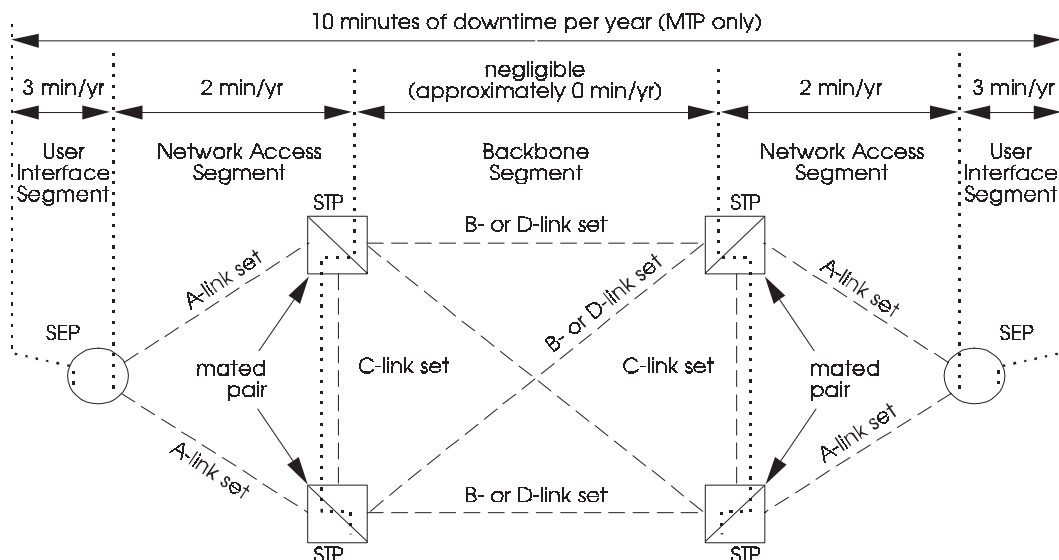 10 minutes of downtime per year (MTP only)
3 min/yr
2 min/yr
negligible
(approximately 0 min/yr)
2 min/yr
3 min/yr
User
Interface
Segment
Network Access
Segment
Backbone
Segment
Network Access
Segment
User
Interface
Segment
STP
STP
B- or D-link set
A-link set
B- or D-link set
A-link set
SEP
SEP
mated
pair
C-link set
C-link set
mated
pair
A-link set
A-link set
B- or D-link set
STP
STP